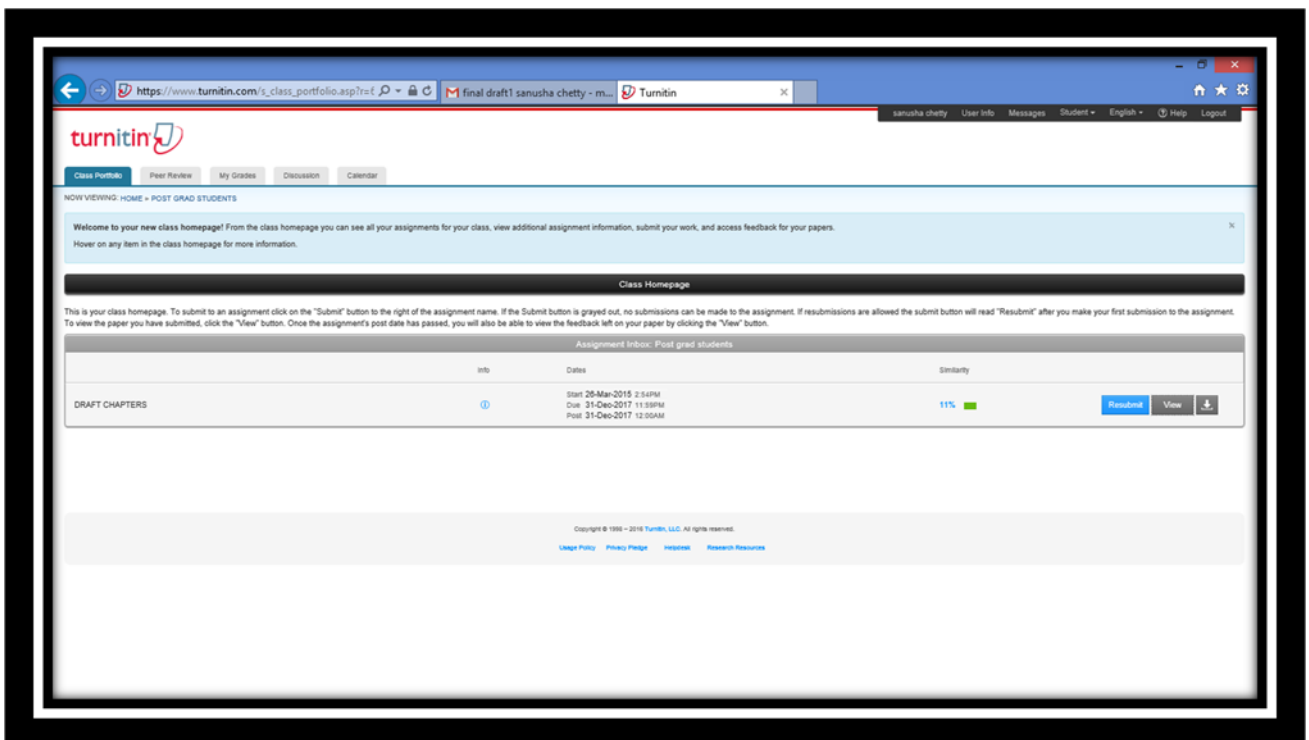 https://www.turnitin.com/s_class_portfolio.asp?r=6
final draft1 sanusha chetty - m...
Turnitin
sanusha chetty User Info Messages Student English Help Logout
turnitin
Class Portfolio Peer Review My Grades Discussion Calendar
NOW VIEWING: HOME > POST GRAD STUDENTS
Welcome to your new class homepage! From the class homepage you can see all your assignments for your class, view additional assignment information, submit your work, and access feedback for your papers.
Hover on any item in the class homepage for more information.
Class Homepage
This is your class homepage. To submit to an assignment click on the "Submit" button to the right of the assignment name. If the Submit button is grayed out, no submissions can be made to the assignment. If resubmissions are allowed the submit button will read "Resubmit" after you make your first submission to the assignment.
To view the paper you have submitted, click the "View" button. Once the assignment's post date has passed, you will also be able to view the feedback left on your paper by clicking the "View" button.
Assignment Inbox: Post grad students
Info Dates Similarity
DRAFT CHAPTERS
Start 26-Mar-2015 2:54PM
Due 31-Dec-2017 11:59PM
Post 31-Dec-2017 12:00AM
11%
Resubmit View
Copyright © 1998 – 2016 Turnitin, LLC. All rights reserved.
Usage Policy Privacy Pledge Helpdesk Research Resources